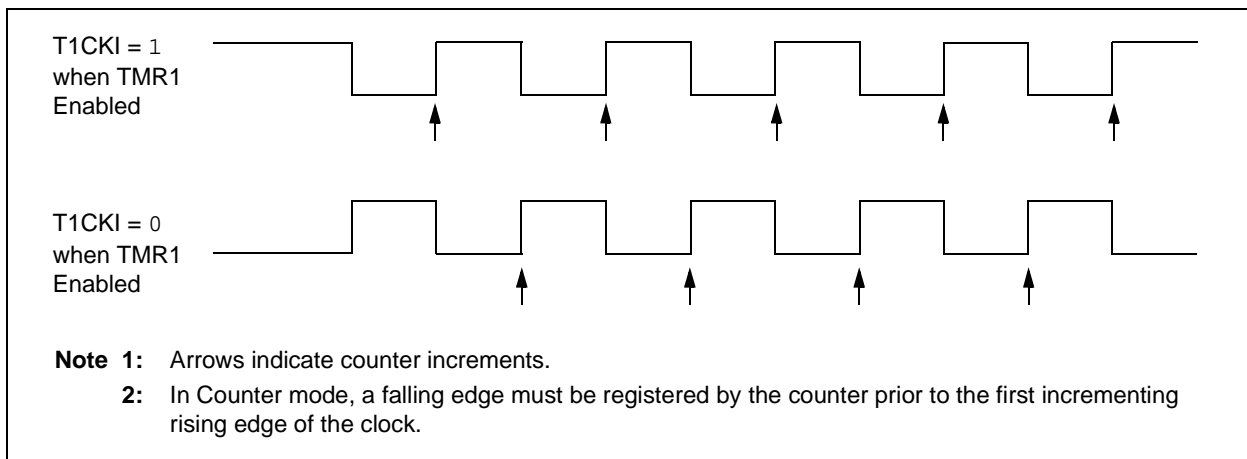 T1CKI = 1
when TMR1
Enabled
T1CKI = 0
when TMR1
Enabled
Note 1: Arrows indicate counter increments.
2: In Counter mode, a falling edge must be registered by the counter prior to the first incrementing
rising edge of the clock.